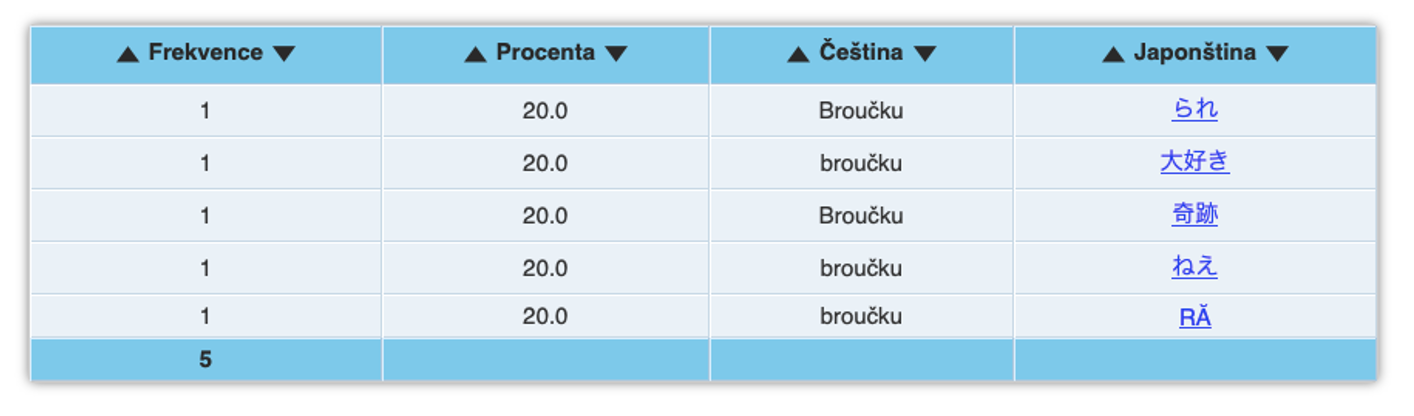 ▲ Frekvence ▼ ▲ Procenta ▼ ▲ Čeština ▼ ▲ Japonština ▼
1 20.0 Broučku られ
1 20.0 broučku 大好き
1 20.0 Broučku 奇跡
1 20.0 broučku ねえ
1 20.0 broučku RĂ
5